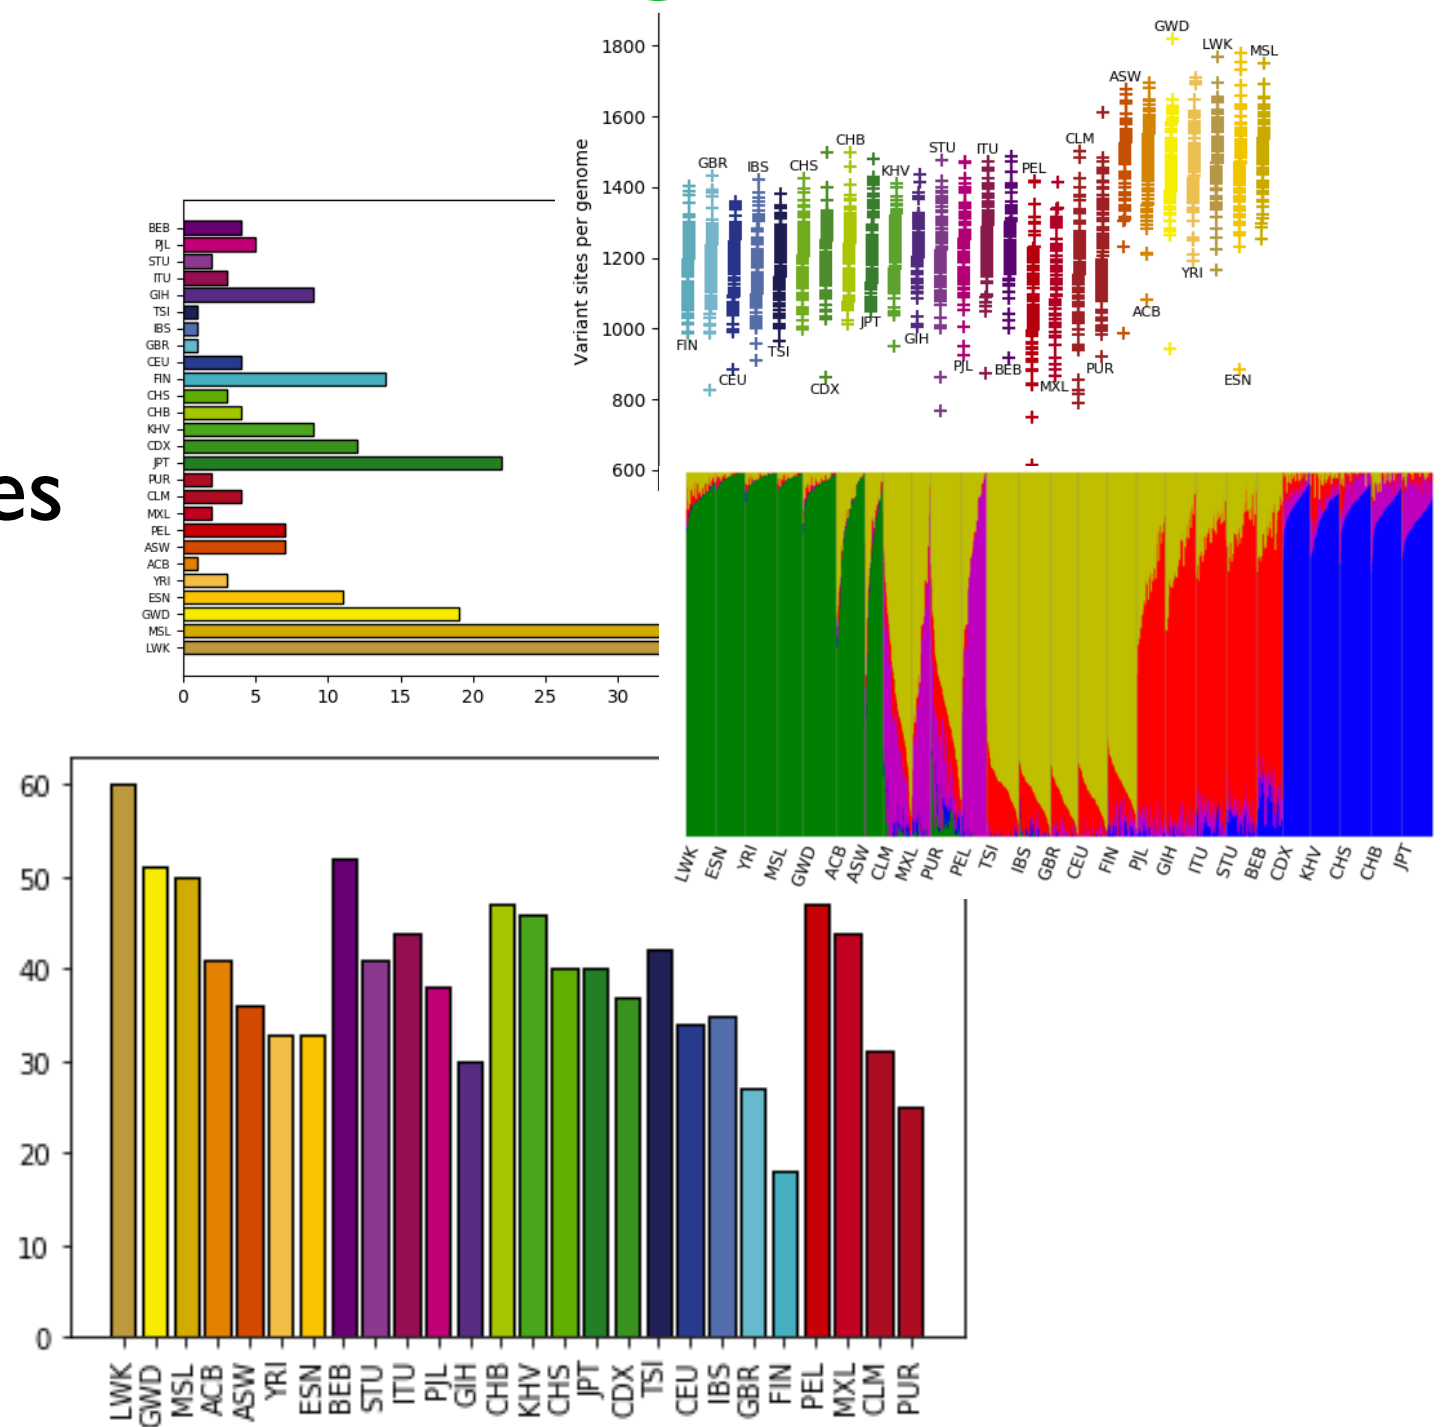 es
BEB
PJL
STU
ITU
GIH
TSI
IBS
GBR
CEU
FIN
CHS
CHB
KHV
CDX
JPT
PUR
CLM
MXL
PEL
ASW
ACB
YRI
ESN
GWD
MSL
LWK
0 5 10 15 20 25 30
Variant sites per genome
1800
1600
1400
1200
1000
800
600
GWD
LWK
MSL
ASW
CLM
CHB
STU
ITU
GBR
IBS
CHS
KHV
PEL
YRI
ACB
JPT
GIH
FIN
TSI
PJL
BEB
PUR
CEU
CDX
MXL
ESN
LWK ESN YRI MSL GWD ACB ASW CLM MXL PUR PEL TSI IBS GBR CEU FIN PJL GIH ITU STU BEB CDX KHV CHS CHB JPT
60
50
40
30
20
10
0
LWK GWD MSL ACB ASW YRI ESN BEB STU ITU PJL GIH CHB KHV CHS JPT CDX TSI CEU IBS GBR FIN PEL MXL CLM PUR